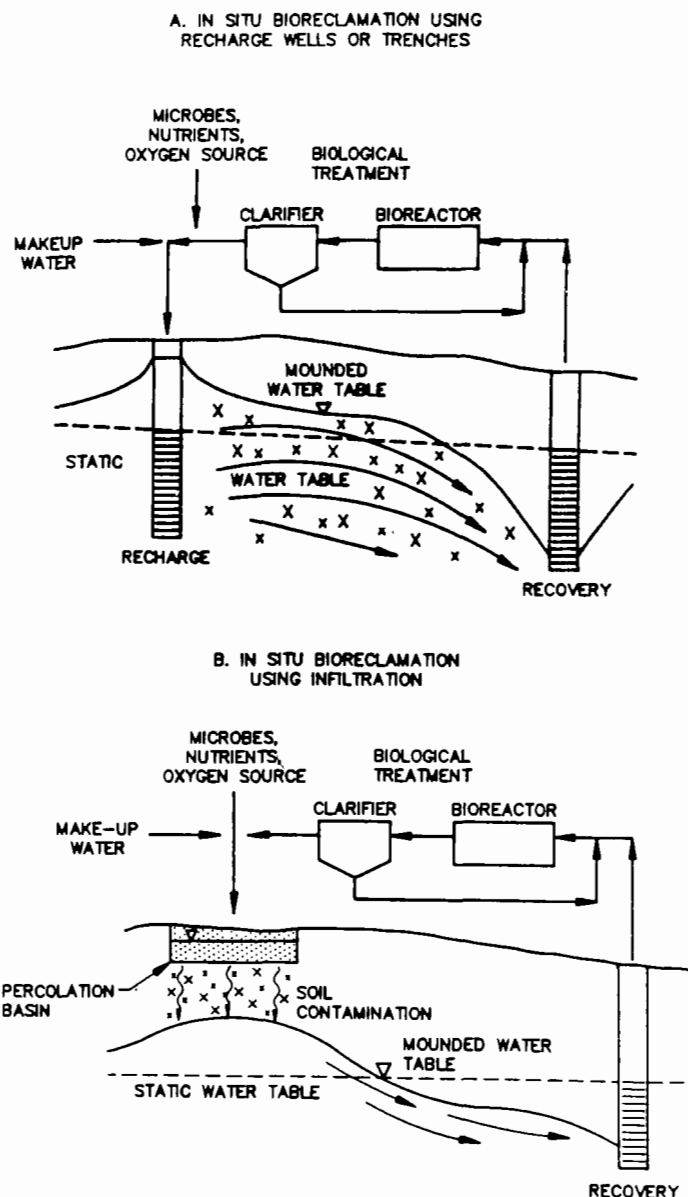 A. IN SITU BIORECLAMATION USING
RECHARGE WELLS OR TRENCHES
MICROBES,
NUTRIENTS,
OXYGEN SOURCE
BIOLOGICAL
TREATMENT
CLARIFIER
BIOREACTOR
MAKEUP
WATER
MOUNDED
WATER TABLE
STATIC
WATER TABLE
RECHARGE
RECOVERY
B. IN SITU BIORECLAMATION
USING INFILTRATION
MICROBES,
NUTRIENTS,
OXYGEN SOURCE
BIOLOGICAL
TREATMENT
CLARIFIER
BIOREACTOR
MAKE-UP
WATER
PERCOLATION
BASIN
SOIL
CONTAMINATION
MOUNDED WATER
TABLE
STATIC WATER TABLE
RECOVERY